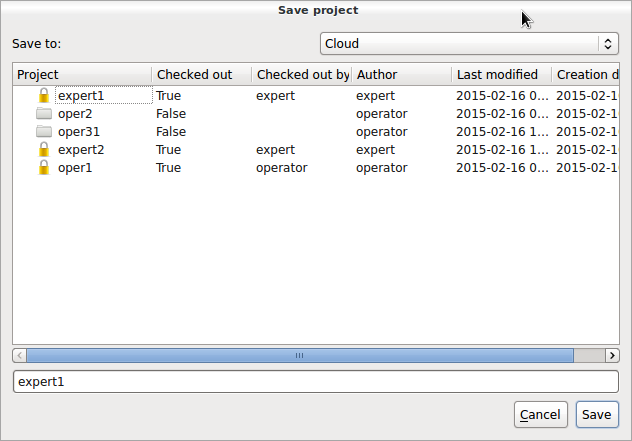 Save project
Save to: Cloud
Project Checked out Checked out by Author Last modified Creation d
expert1 True expert expert 2015-02-16 0... 2015-02-1
oper2 False operator 2015-02-16 0... 2015-02-1
oper31 False operator 2015-02-16 1... 2015-02-1
expert2 True expert expert 2015-02-16 1... 2015-02-1
oper1 True operator operator 2015-02-16 0... 2015-02-1
expert1
Cancel Save